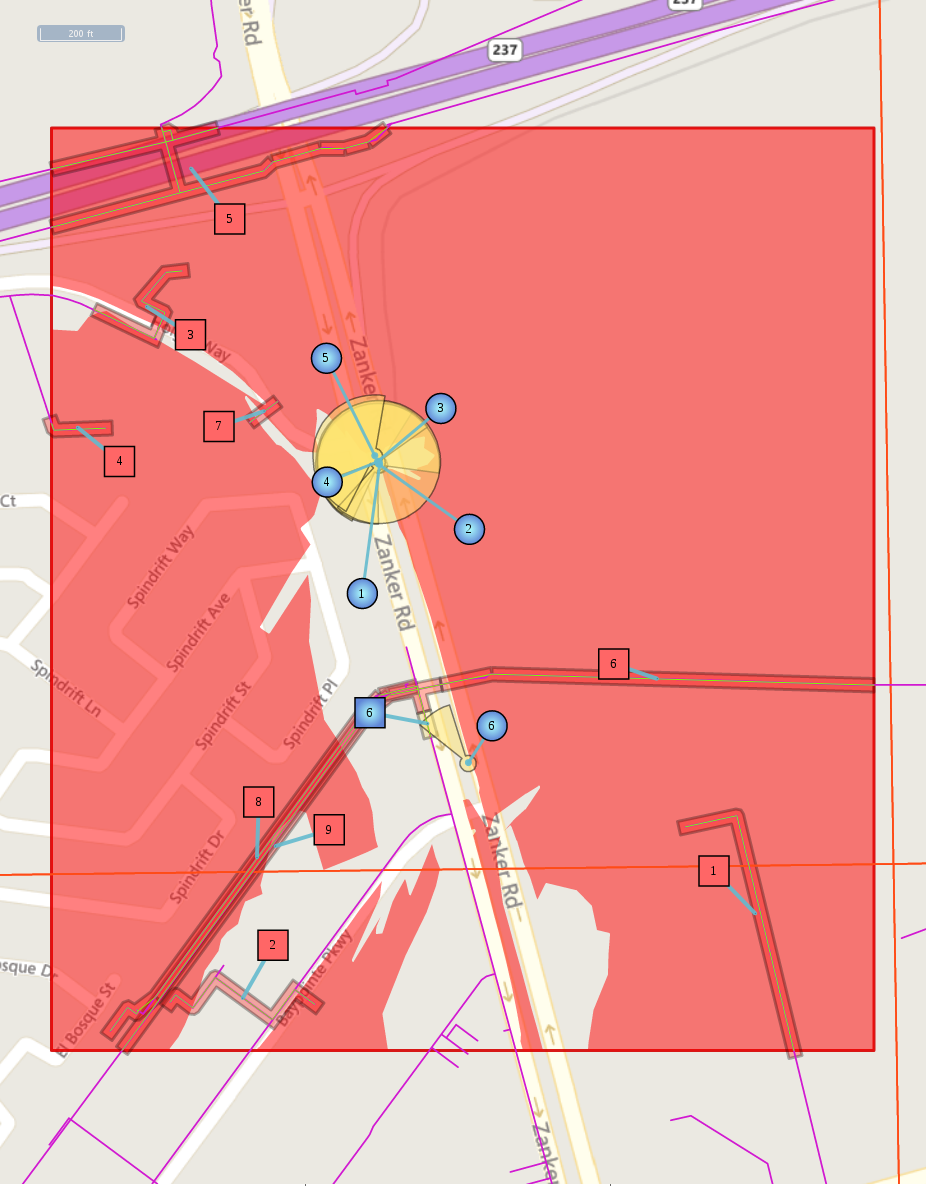 237
er Rd
200 ft
237
5
3
olger Way
5
Zanker
3
7
4
4
Ct
2
Spindrift Way
Zanker Rd
1
Spindrift Ave
6
Spindrift Ln
Spindrift St
Spindrift Pl
6
6
8
9
Spindrift Dr
Zanker Rd
1
2
Baypointe Pkwy
osque Dr
El Bosque St
Zanker